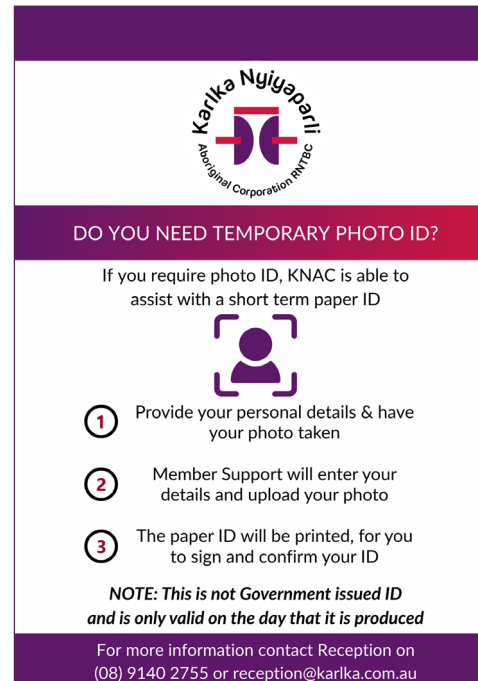 Karlka Nyiyaparli
Aboriginal Corporation RNTBC
DO YOU NEED TEMPORARY PHOTO ID?
If you require photo ID, KNAC is able to
assist with a short term paper ID
1
Provide your personal details & have
your photo taken
2
Member Support will enter your
details and upload your photo
3
The paper ID will be printed, for you
to sign and confirm your ID
NOTE: This is not Government issued ID
and is only valid on the day that it is produced
For more information contact Reception on
(08) 9140 2755 or reception@karlka.com.au